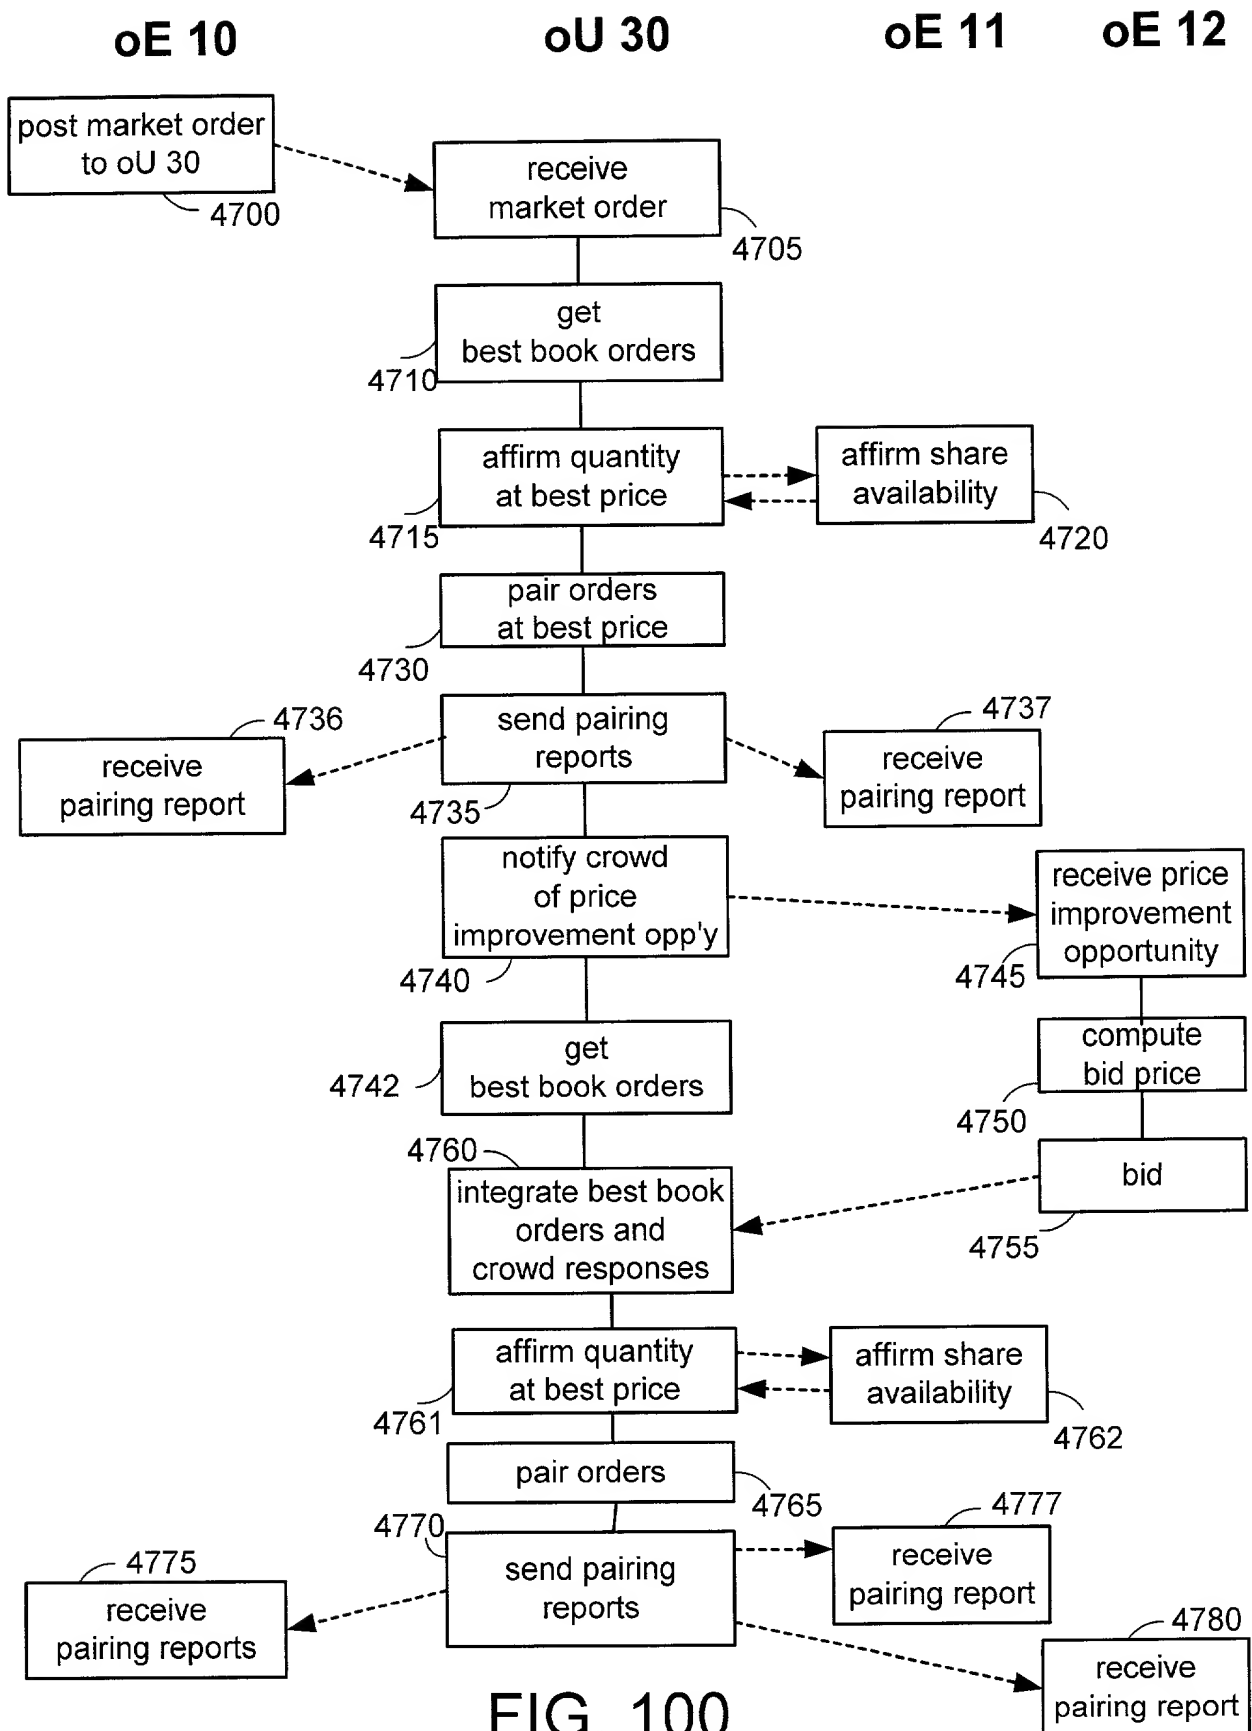 oE 10 oU 30 oE 11 oE 12
post market order
to oU 30
4700
receive
market order
4705
get
best book orders
4710
affirm quantity
at best price
4715
affirm share
availability
4720
pair orders
at best price
4730
send pairing
reports
4735
4736
receive
pairing report
4737
receive
pairing report
notify crowd
of price
improvement opp'y
4740
receive price
improvement
opportunity
4745
get
best book orders
4742
compute
bid price
4750
bid
4755
4760
integrate best book
orders and
crowd responses
affirm quantity
at best price
4761
affirm share
availability
4762
pair orders
4765
4770
send pairing
reports
4777
receive
pairing report
4775
receive
pairing reports
4780
receive
pairing report
FIG. 100